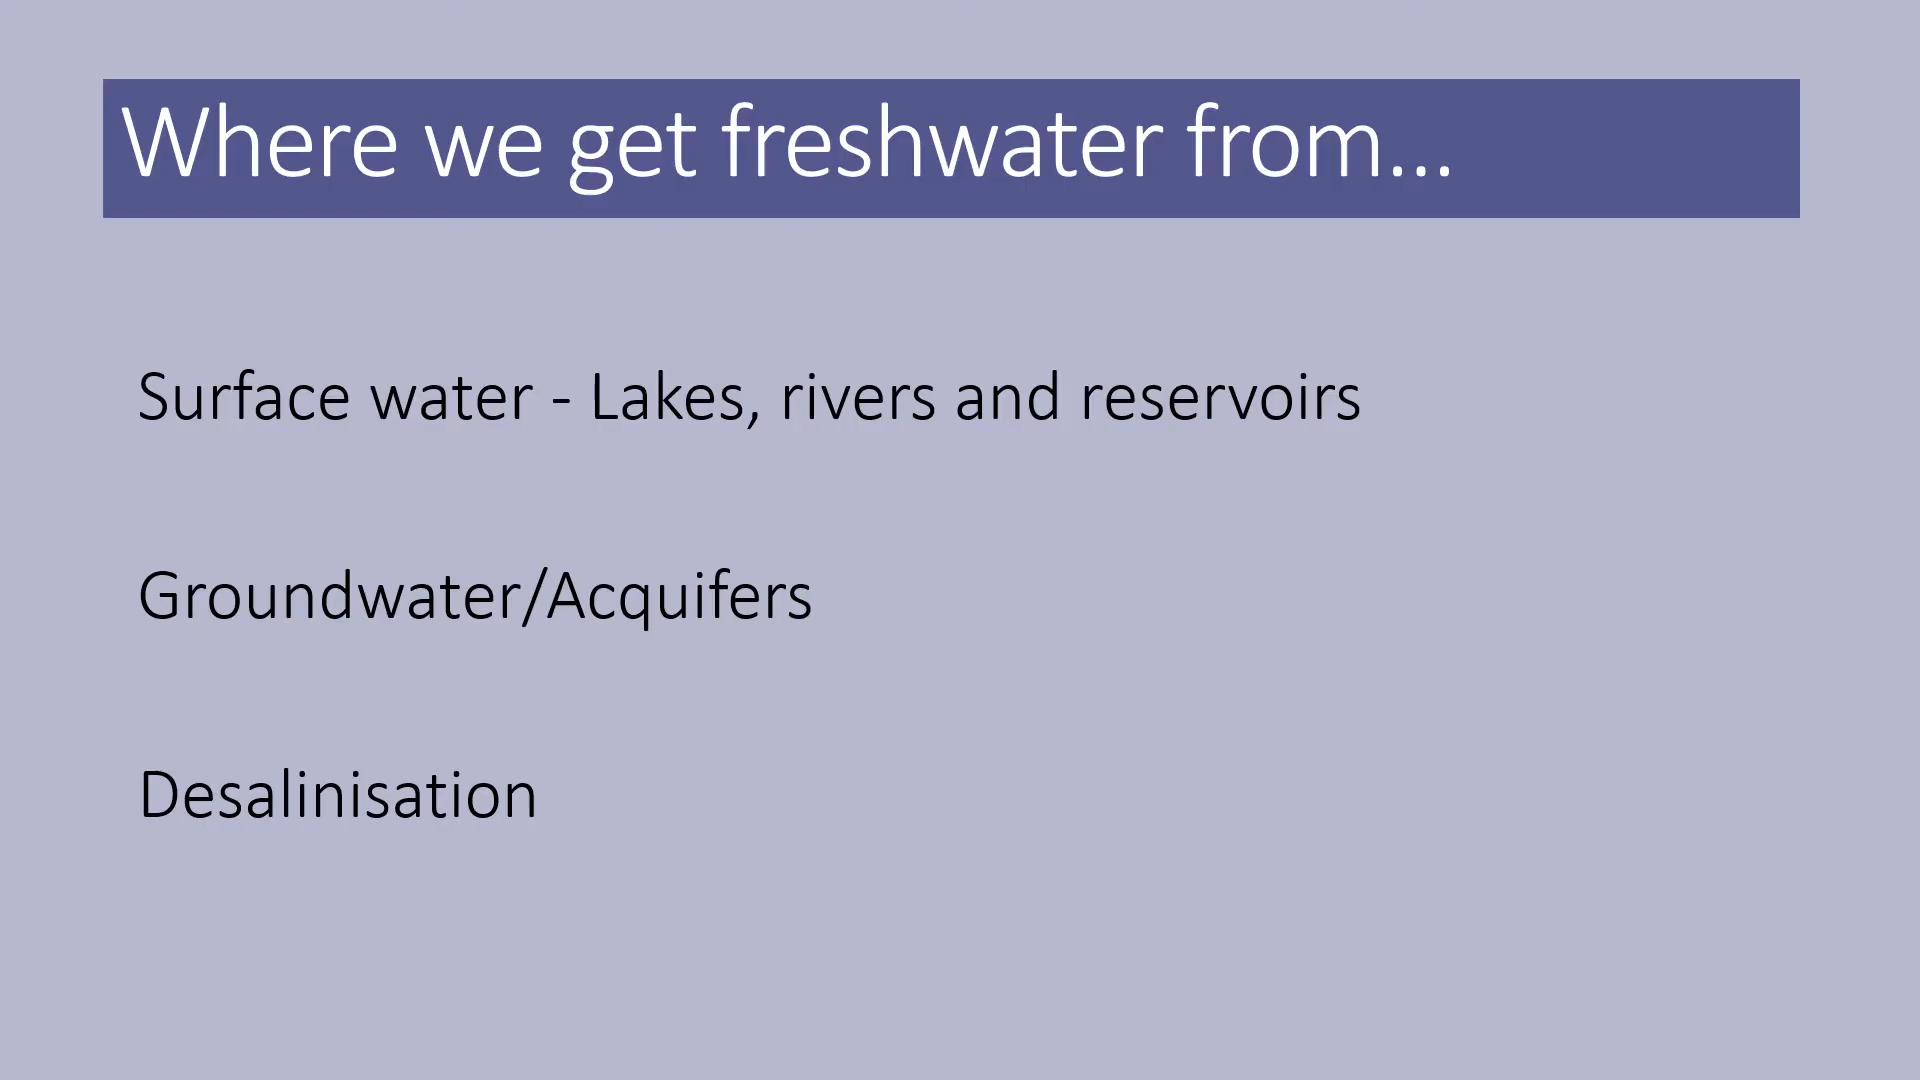 Where we get freshwater from...
Surface water - Lakes, rivers and reservoirs
Groundwater/Acquifers
Desalinisation